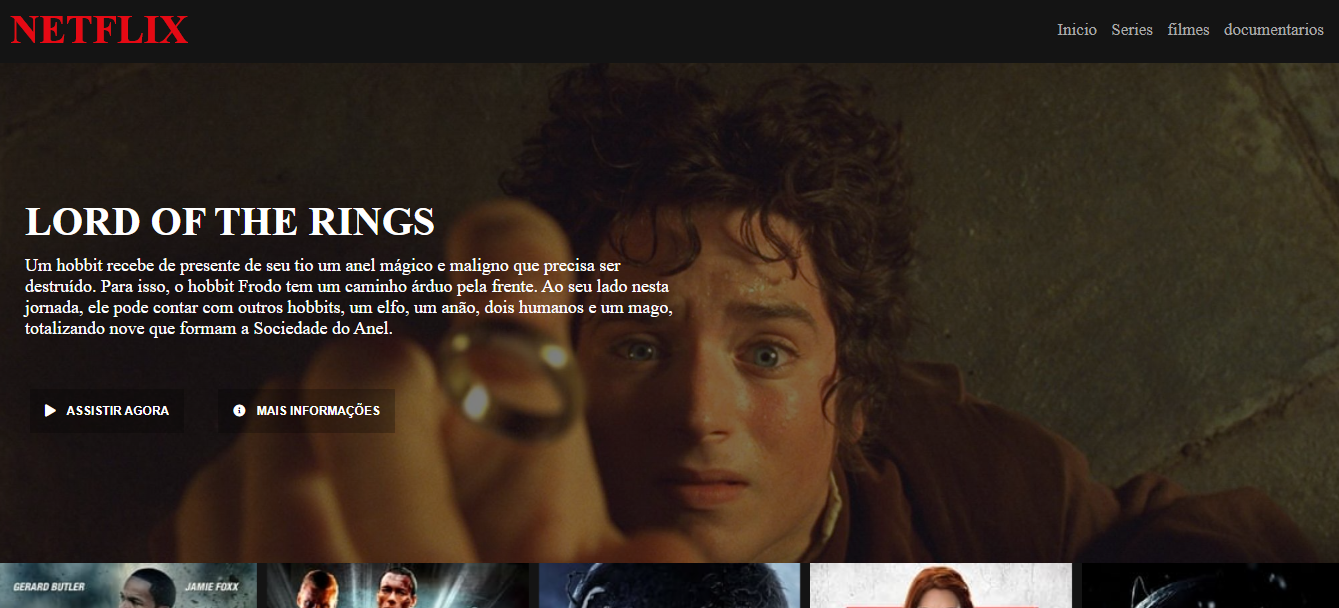 NETFLIX
Inicio Series filmes documentarios
LORD OF THE RINGS
Um hobbit recebe de presente de seu tio um anel mágico e maligno que precisa ser
destruído. Para isso, o hobbit Frodo tem um caminho árduo pela frente. Ao seu lado nesta
jornada, ele pode contar com outros hobbits, um elfo, um anão, dois humanos e um mago,
totalizando nove que formam a Sociedade do Anel.
ASSISTIR AGORA MAIS INFORMAÇÕES
GERARD BUTLER JAMIE FOXX